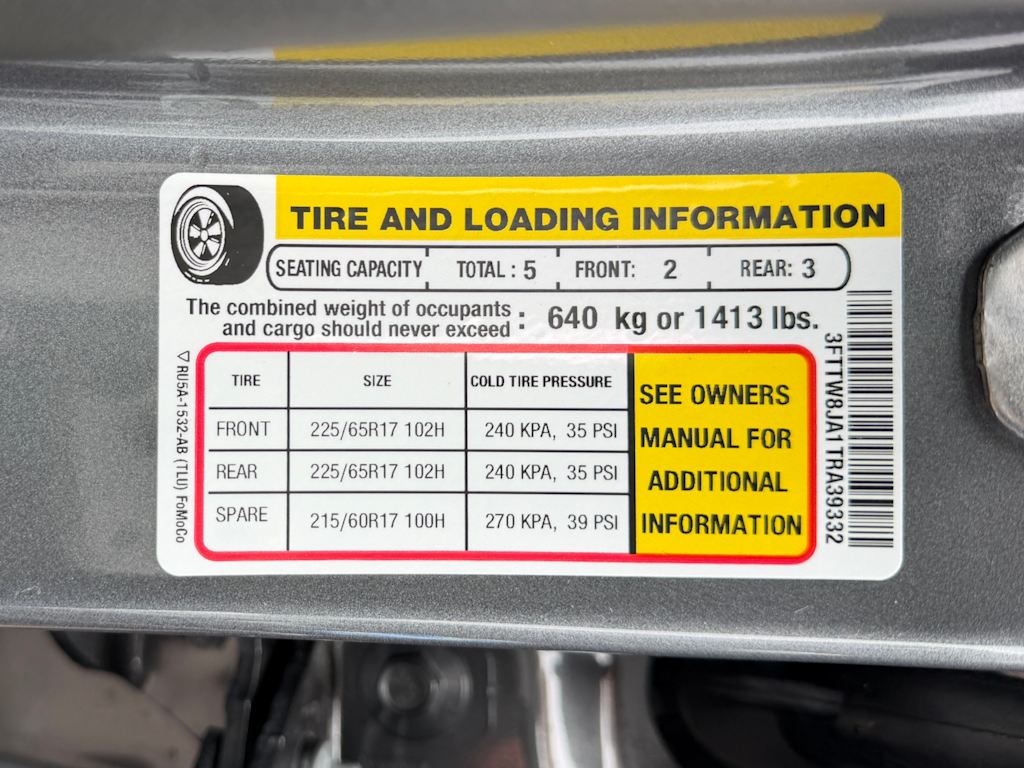 TIRE AND LOADING INFORMATION
SEATING CAPACITY TOTAL : 5 FRONT: 2 REAR: 3
The combined weight of occupants
and cargo should never exceed : 640 kg or 1413 lbs.
TIRE SIZE COLD TIRE PRESSURE
FRONT 225/65R17 102H 240 KPA, 35 PSI
REAR 225/65R17 102H 240 KPA, 35 PSI
SPARE 215/60R17 100H 270 KPA, 39 PSI
SEE OWNERS
MANUAL FOR
ADDITIONAL
INFORMATION
3FTTW8JA1TRA39332
▽ RU5A-1532-AB (TLU) FoMoCo